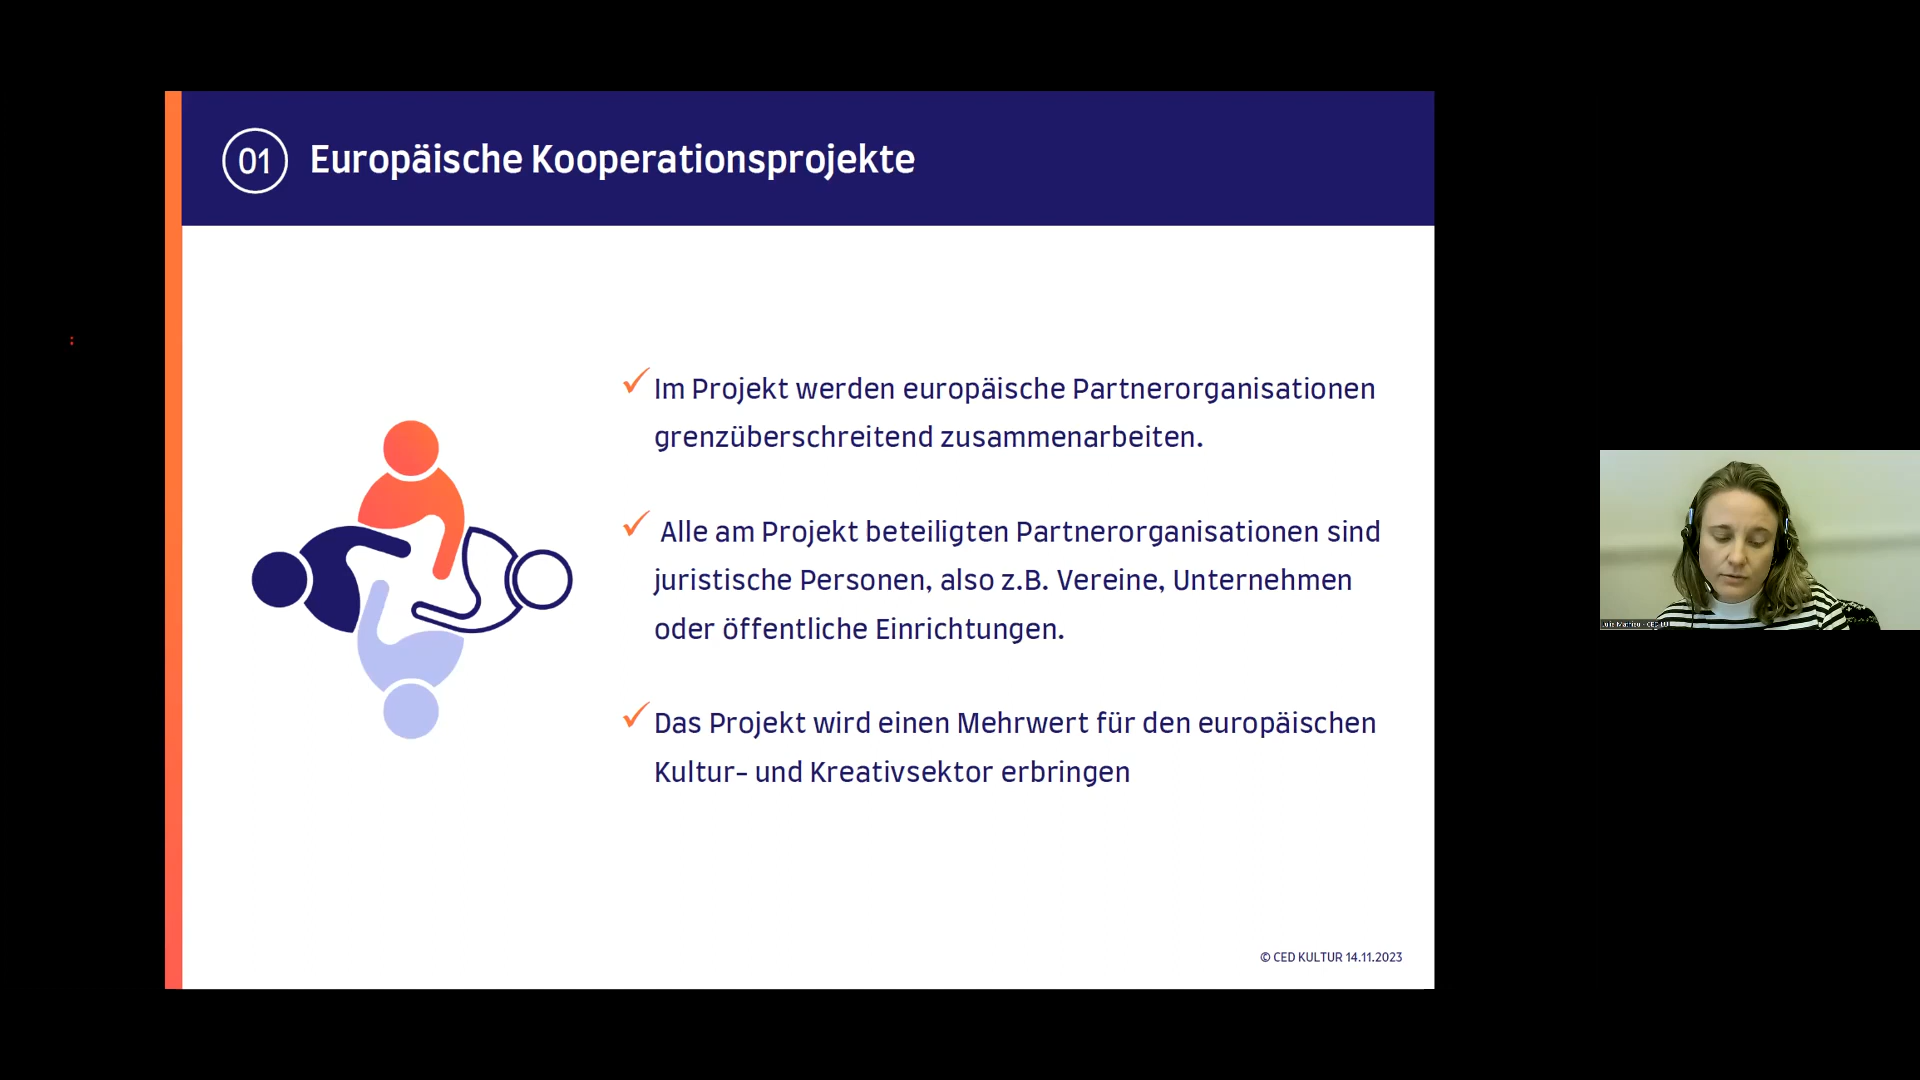 01 Europäische Kooperationsprojekte
Im Projekt werden europäische Partnerorganisationen
grenzüberschreitend zusammenarbeiten.
Alle am Projekt beteiligten Partnerorganisationen sind
juristische Personen, also z.B. Vereine, Unternehmen
oder öffentliche Einrichtungen.
Das Projekt wird einen Mehrwert für den europäischen
Kultur- und Kreativsektor erbringen
© CED KULTUR 14.11.2023